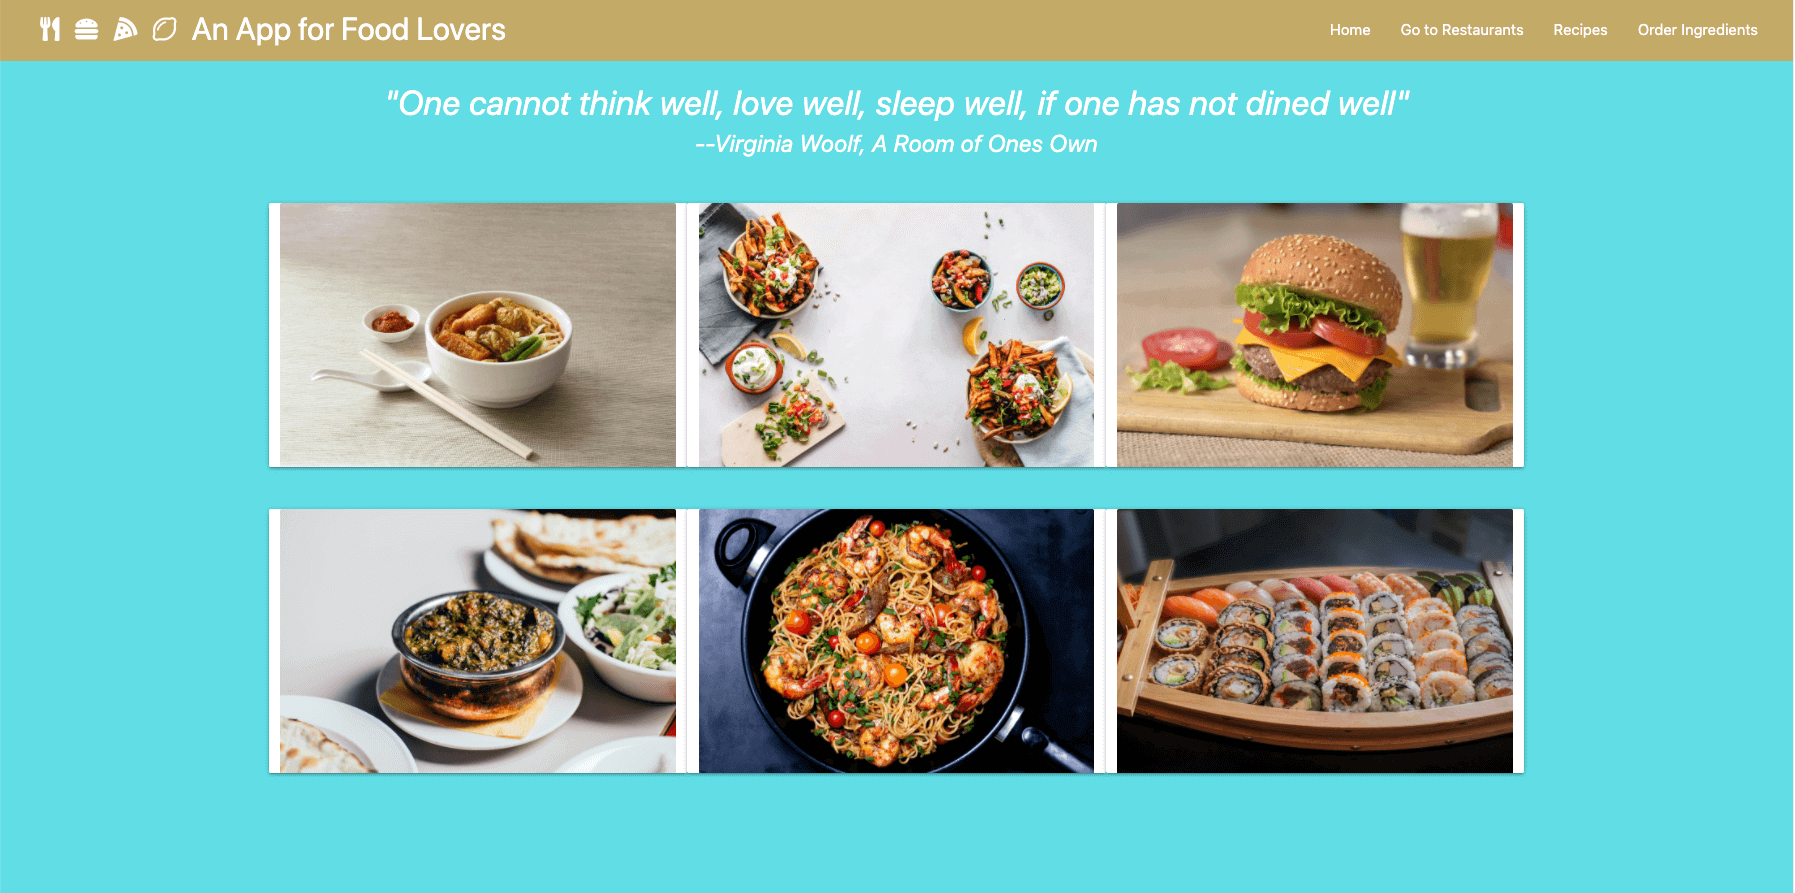 An App for Food Lovers
Home
Go to Restaurants
Recipes
Order Ingredients
"One cannot think well, love well, sleep well, if one has not dined well"
--Virginia Woolf, A Room of Ones Own